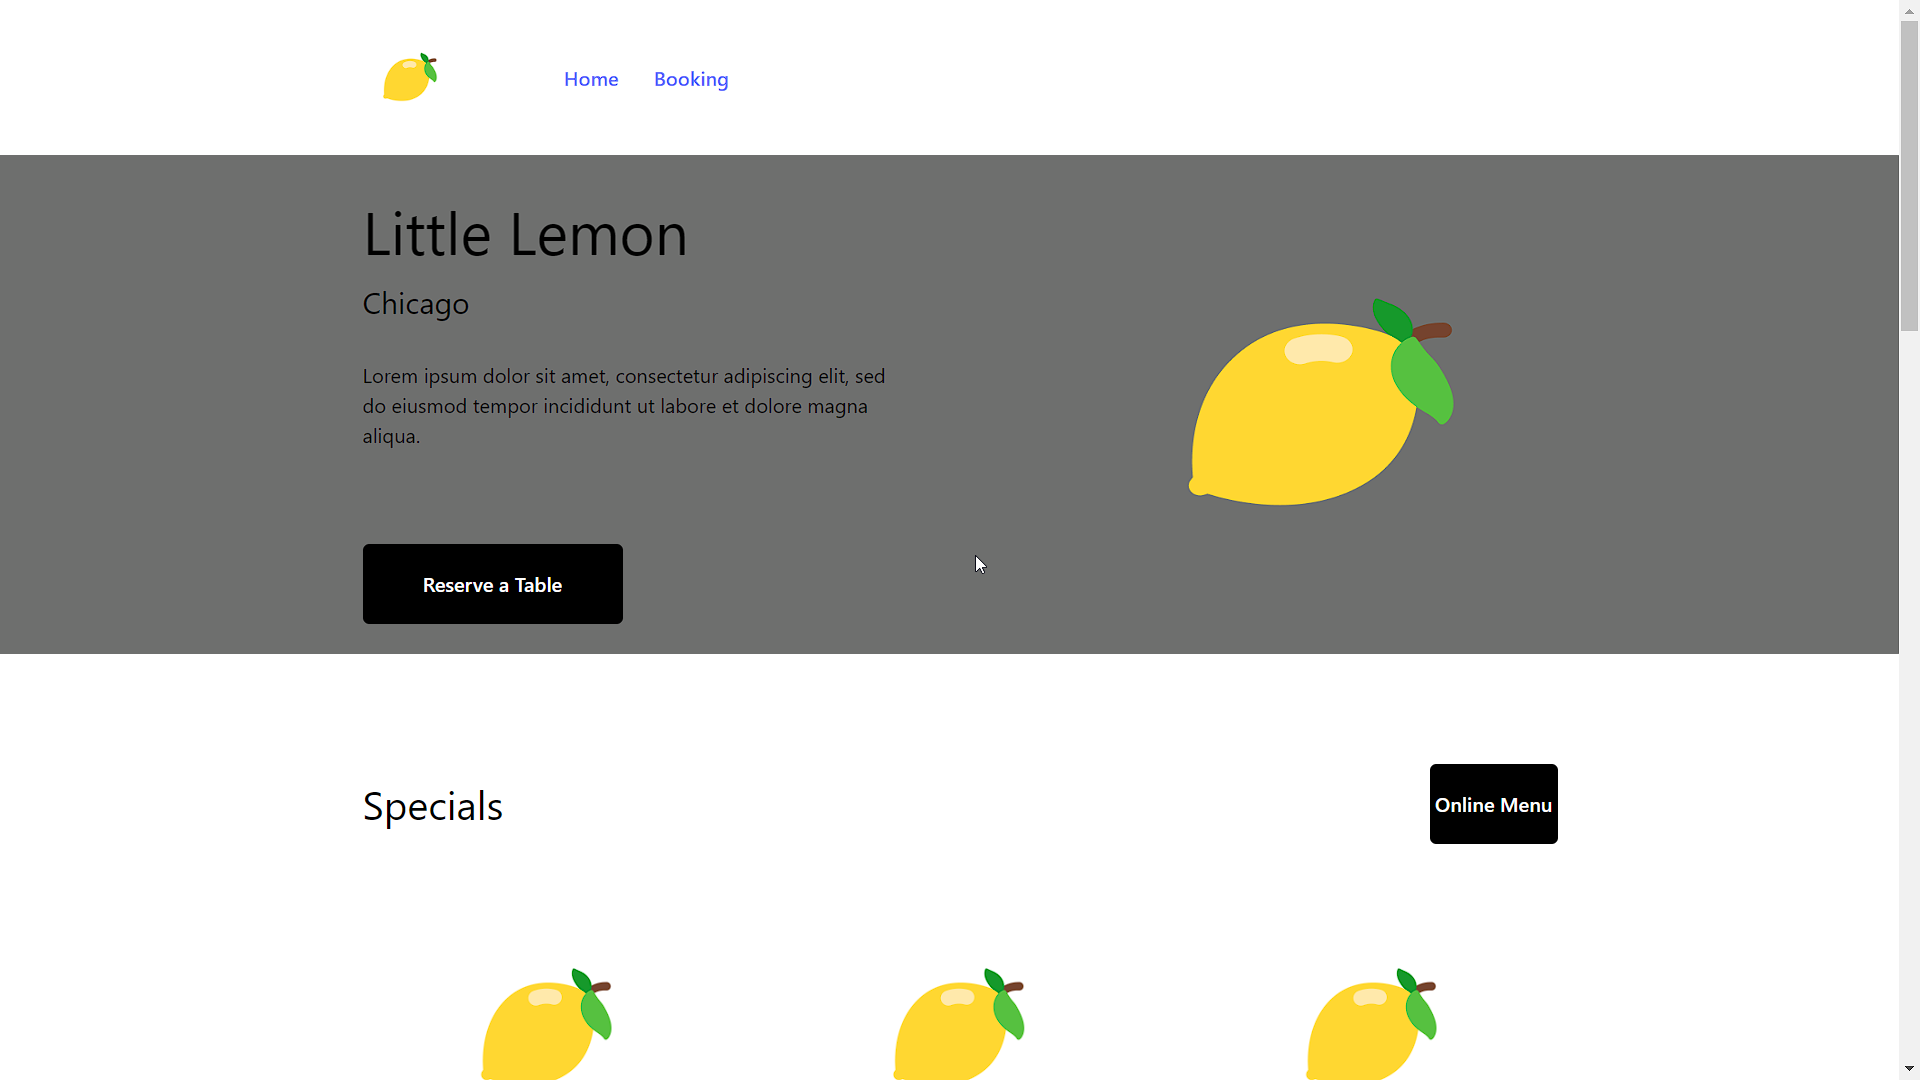 Home
Booking
Little Lemon
Chicago
Lorem ipsum dolor sit amet, consectetur adipiscing elit, sed
do eiusmod tempor incididunt ut labore et dolore magna
aliqua.
Reserve a Table
Specials
Online Menu